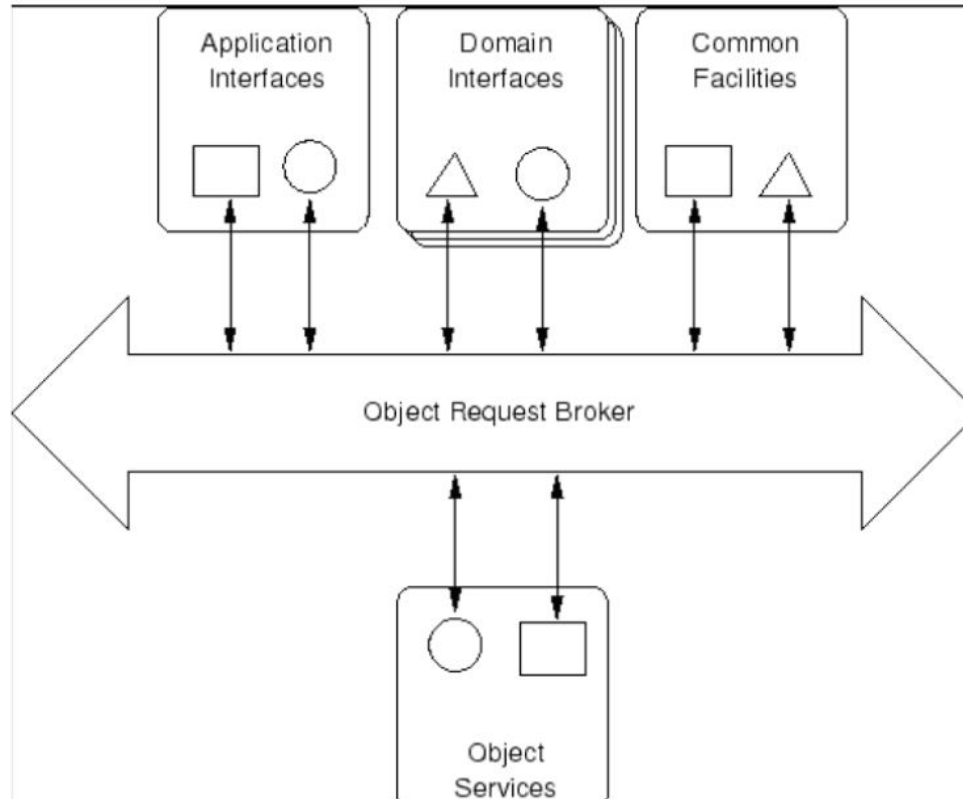 Application
Interfaces
Domain
Interfaces
Common
Facilities
Object Request Broker
Object
Services